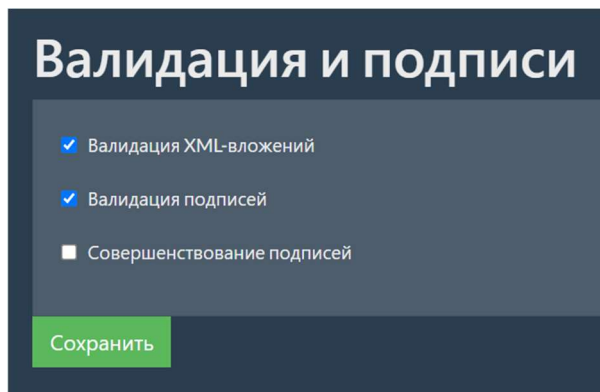 Валидация и подписи
Валидация XML-вложений
Валидация подписей
Совершенствование подписей
Сохранить